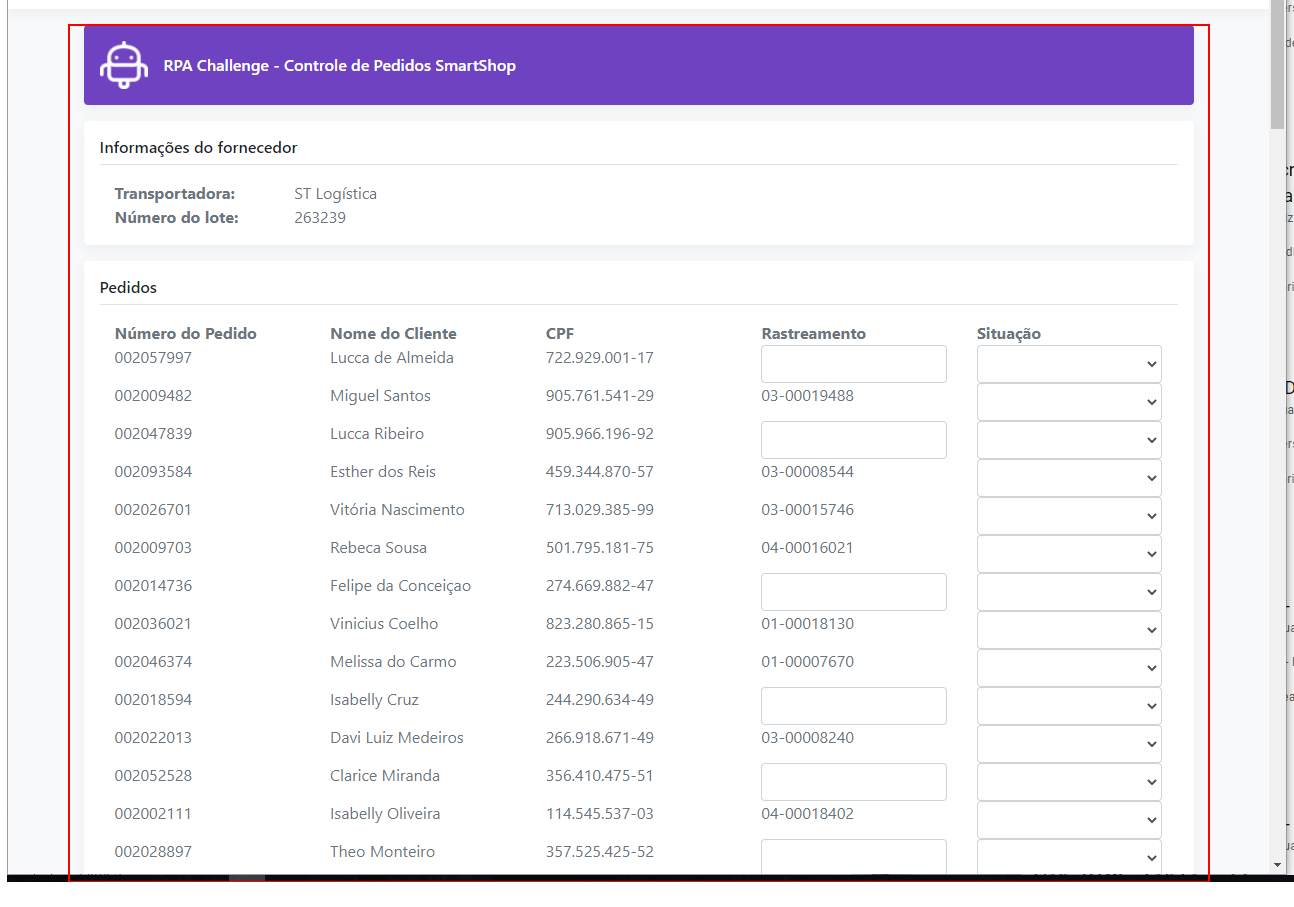 RPA Challenge - Controle de Pedidos SmartShop
Informações do fornecedor
Transportadora: ST Logística
Número do lote: 263239
Pedidos
Número do Pedido Nome do Cliente CPF Rastreamento Situação
002057997 Lucca de Almeida 722.929.001-17
002009482 Miguel Santos 905.761.541-29 03-00019488
002047839 Lucca Ribeiro 905.966.196-92
002093584 Esther dos Reis 459.344.870-57 03-00008544
002026701 Vitória Nascimento 713.029.385-99 03-00015746
002009703 Rebeca Sousa 501.795.181-75 04-00016021
002014736 Felipe da Conceiçao 274.669.882-47
002036021 Vinicius Coelho 823.280.865-15 01-00018130
002046374 Melissa do Carmo 223.506.905-47 01-00007670
002018594 Isabelly Cruz 244.290.634-49
002022013 Davi Luiz Medeiros 266.918.671-49 03-00008240
002052528 Clarice Miranda 356.410.475-51
002002111 Isabelly Oliveira 114.545.537-03 04-00018402
002028897 Theo Monteiro 357.525.425-52